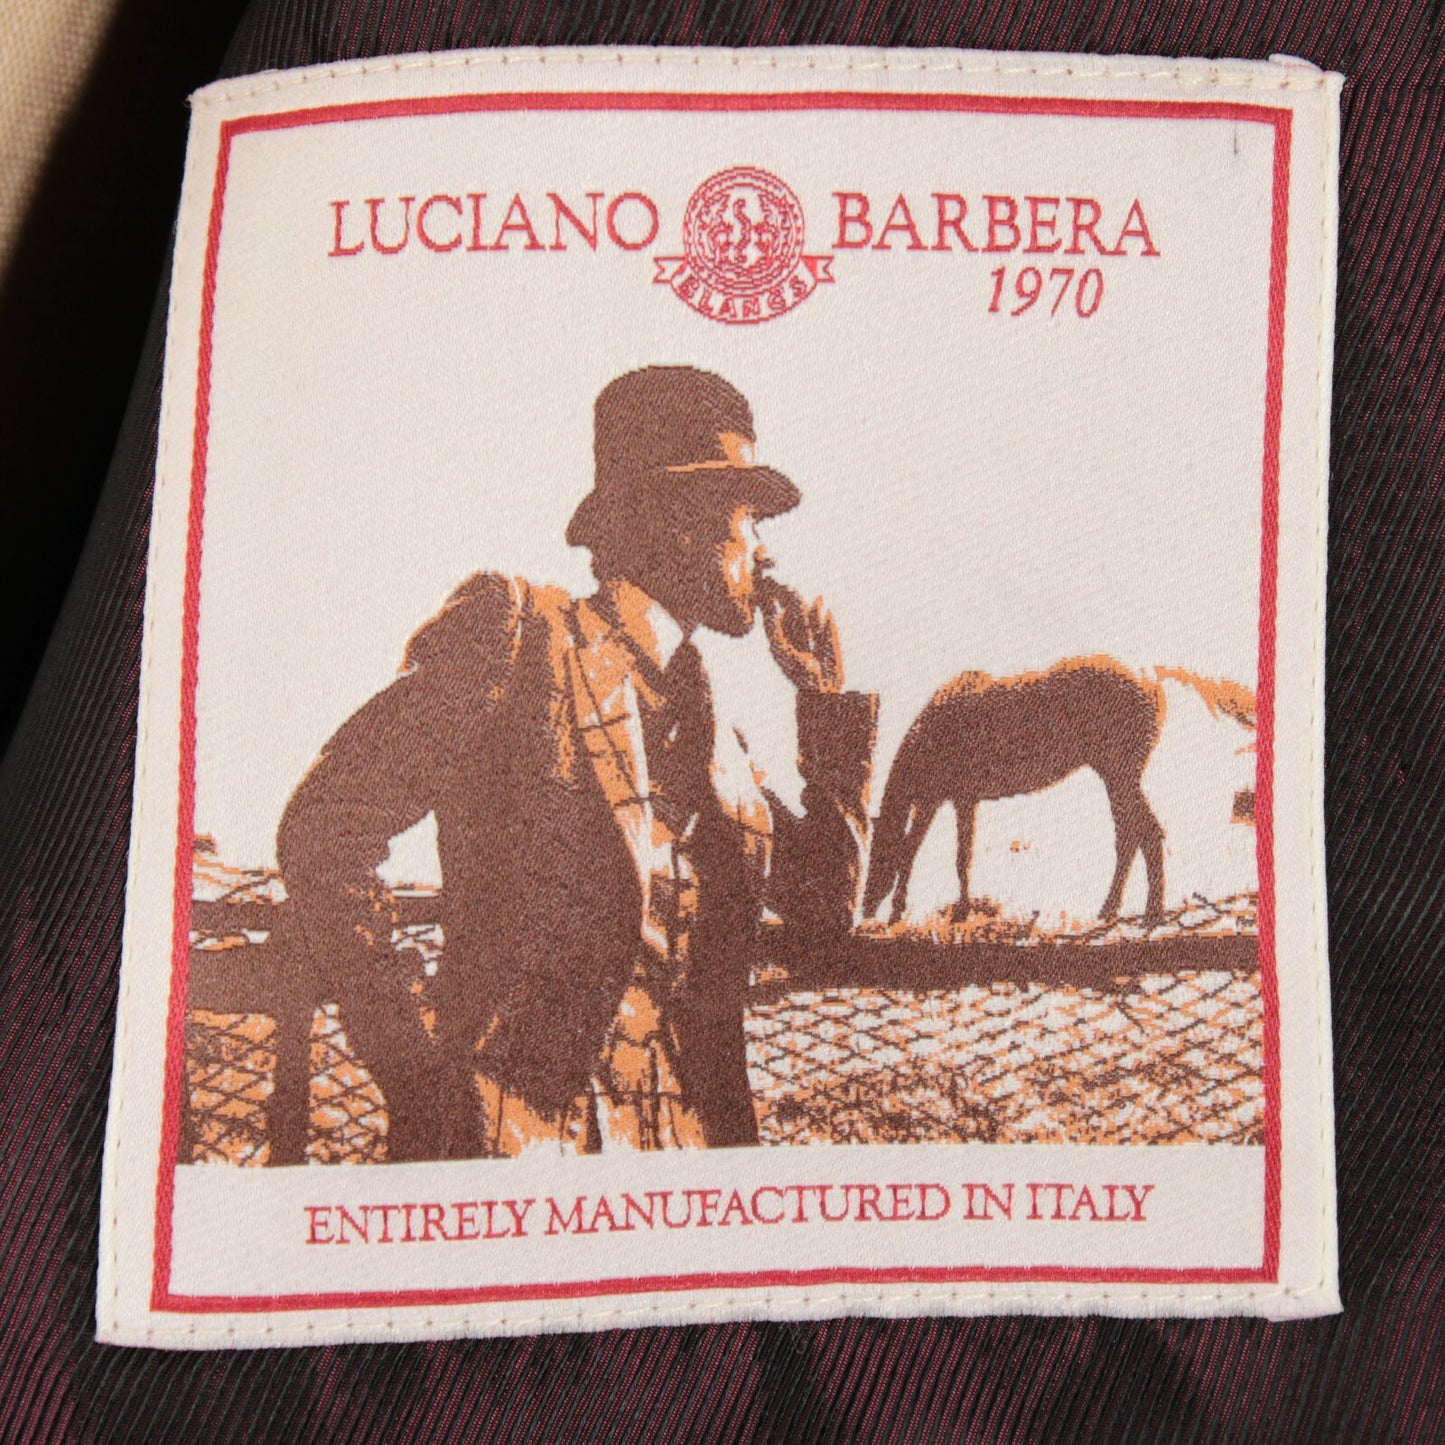 LUCIANO BARBERA
1970
ENTIRELY MANUFACTURED IN ITALY